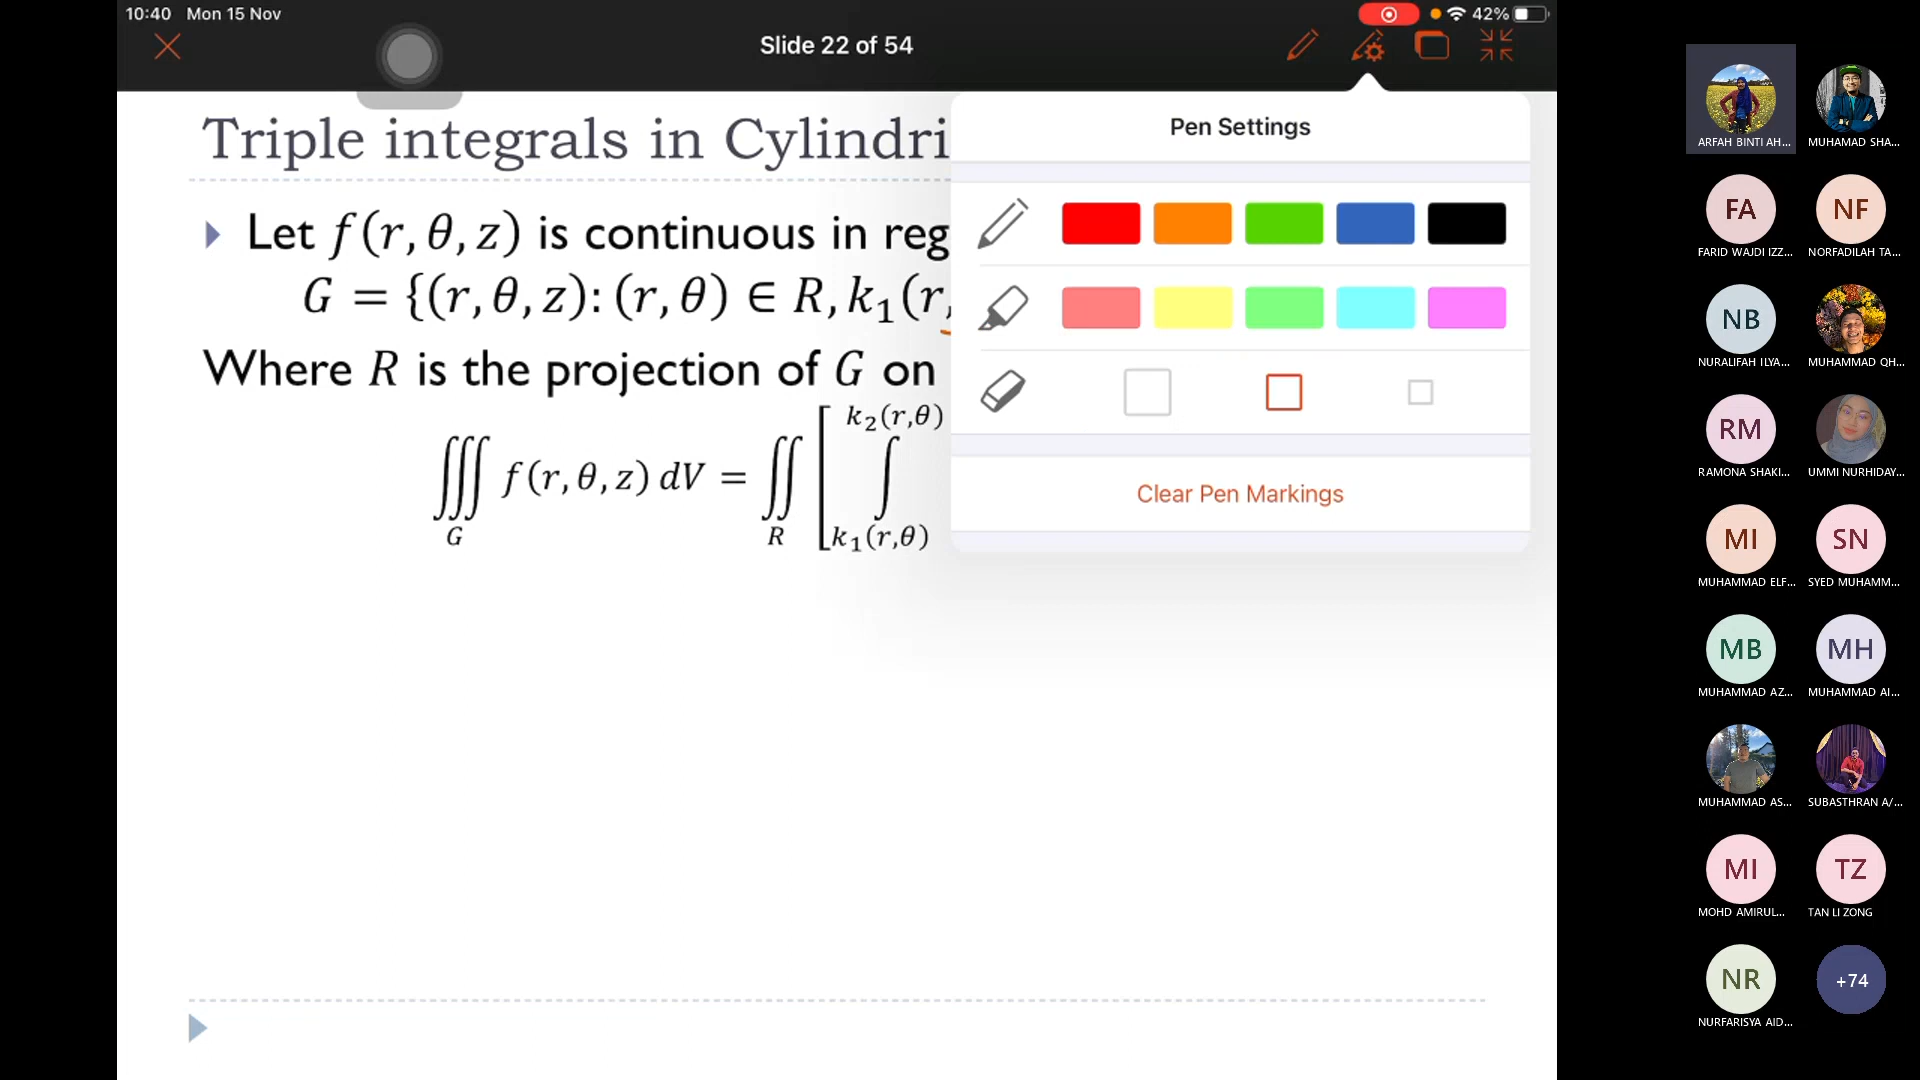 10:40 Mon 15 Nov
42%
Slide 22 of 54
Triple integrals in Cylindri
Let f(r, θ, z) is continuous in reg
G = {(r, θ, z): (r, θ) ∈ R, k₁(r,
Where R is the projection of G on
∭_G f(r, θ, z) dV = ∬_R [∫_{k₁(r,θ)}^{k₂(r,θ)}
Pen Settings
Clear Pen Markings
ARFAH BINTI AH...
MUHAMAD SHA...
FA
NF
FARID WAJDI IZZ...
NORFADILAH TA...
NB
NURALIFAH ILYA...
MUHAMMAD QH...
RM
RAMONA SHAKI...
UMMI NURHIDAY...
MI
SN
MUHAMMAD ELF...
SYED MUHAMM...
MB
MH
MUHAMMAD AZ...
MUHAMMAD AI...
MUHAMMAD AS...
SUBASTHRAN A/...
MI
TZ
MOHD AMIRUL...
TAN LI ZONG
NR
+74
NURFARISYA AID...